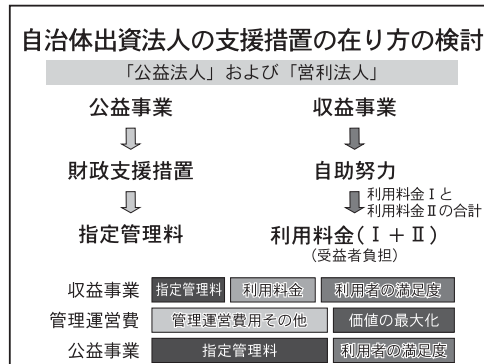 自治体出資法人の支援措置の在り方の検討
「公益法人」および「営利法人」
公益事業 収益事業
財政支援措置 自助努力
利用料金Ⅰと
利用料金Ⅱの合計
指定管理料 利用料金(Ⅰ+Ⅱ)
(受益者負担)
収益事業 指定管理料 利用料金 利用者の満足度
管理運営費 管理運営費用その他 価値の最大化
公益事業 指定管理料 利用者の満足度